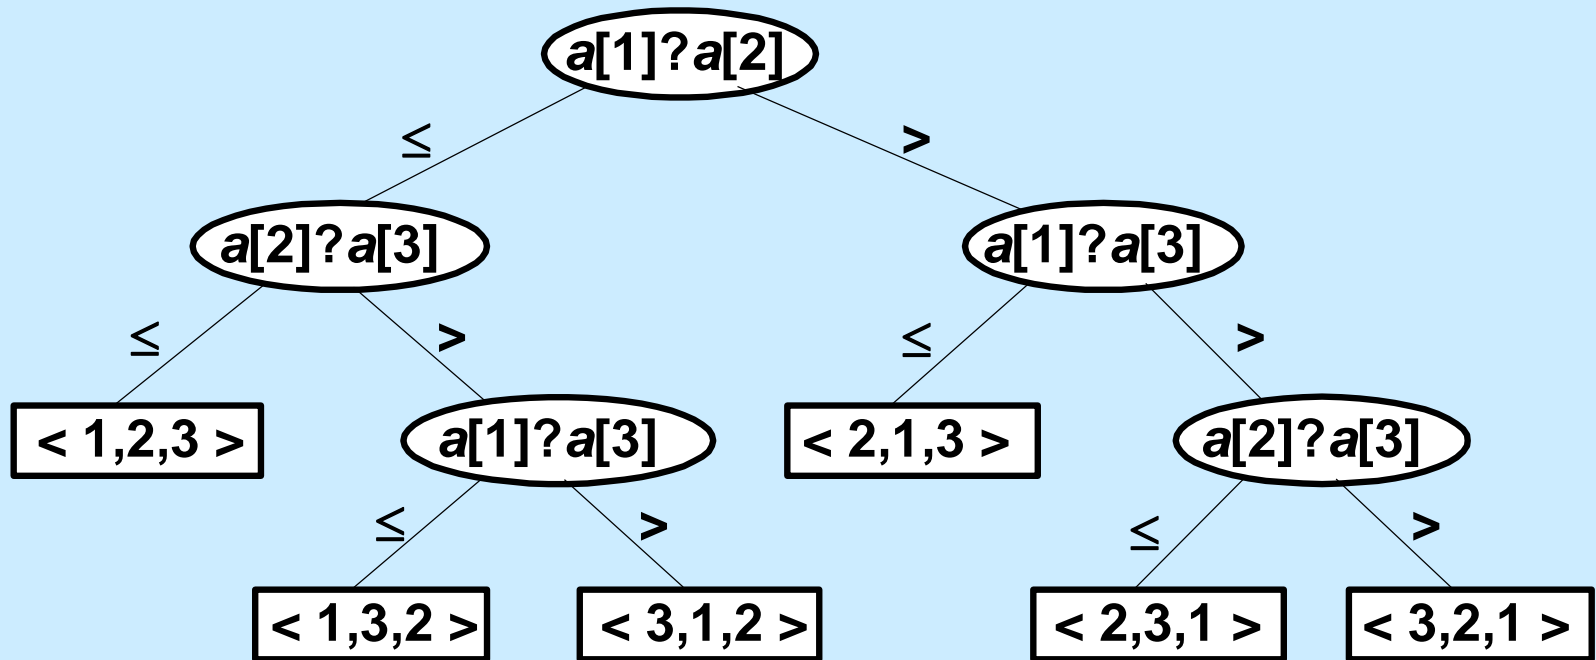 a[1]?a[2]
≤ >
a[2]?a[3] a[1]?a[3]
≤ > ≤ >
< 1,2,3 > a[1]?a[3] < 2,1,3 > a[2]?a[3]
≤ > ≤ >
< 1,3,2 > < 3,1,2 > < 2,3,1 > < 3,2,1 >